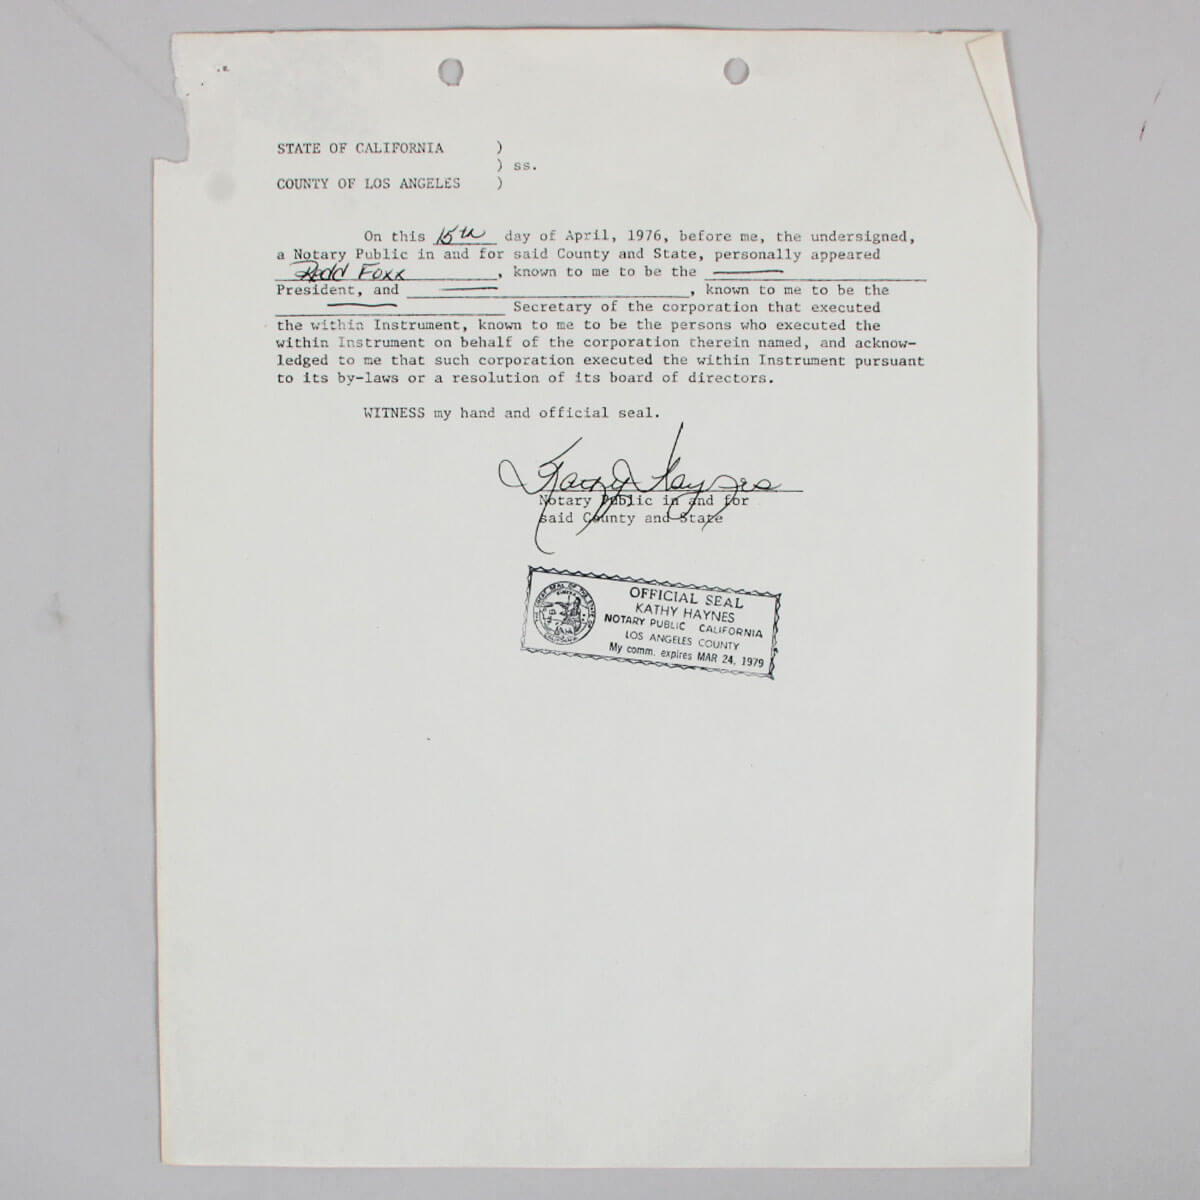 STATE OF CALIFORNIA )
) ss.
COUNTY OF LOS ANGELES )
On this 15th day of April, 1976, before me, the undersigned,
a Notary Public in and for said County and State, personally appeared
Redd Foxx, known to me to be the
President, and , known to me to be the
Secretary of the corporation that executed
the within Instrument, known to me to be the persons who executed the
within Instrument on behalf of the corporation therein named, and acknow-
ledged to me that such corporation executed the within Instrument pursuant
to its by-laws or a resolution of its board of directors.
WITNESS my hand and official seal.
Kathy Haynes
Notary Public in and for
said County and State
OFFICIAL SEAL
KATHY HAYNES
NOTARY PUBLIC CALIFORNIA
LOS ANGELES COUNTY
My comm. expires MAR 24, 1979